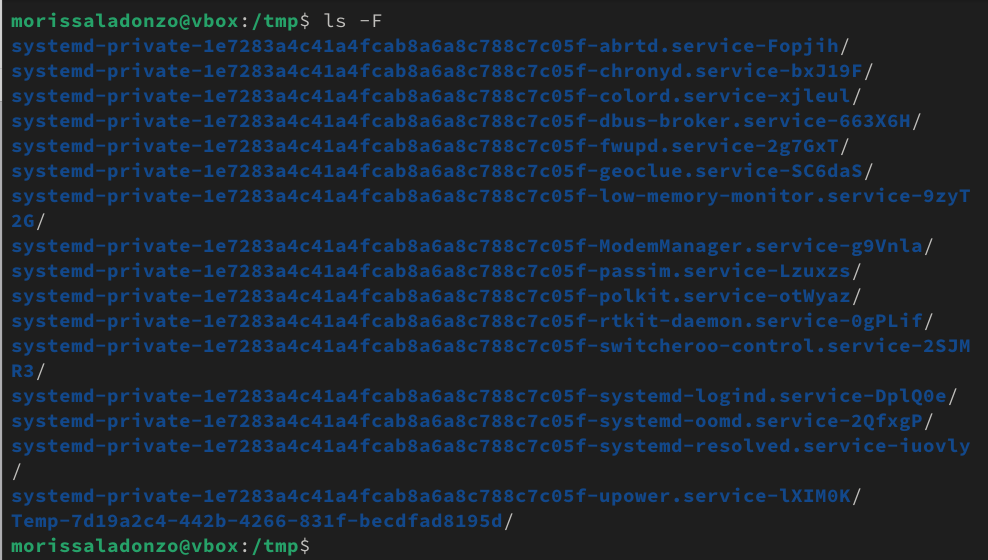 morissaladonzo@vbox:/tmp$ ls -F
systemd-private-1e7283a4c41a4fcab8a6a8c788c7c05f-abrtd.service-Fopjih/
systemd-private-1e7283a4c41a4fcab8a6a8c788c7c05f-chronyd.service-bxJ19F/
systemd-private-1e7283a4c41a4fcab8a6a8c788c7c05f-colord.service-xjleul/
systemd-private-1e7283a4c41a4fcab8a6a8c788c7c05f-dbus-broker.service-663X6H/
systemd-private-1e7283a4c41a4fcab8a6a8c788c7c05f-fwupd.service-2g7GxT/
systemd-private-1e7283a4c41a4fcab8a6a8c788c7c05f-geoclue.service-SC6daS/
systemd-private-1e7283a4c41a4fcab8a6a8c788c7c05f-low-memory-monitor.service-9zyT
2G/
systemd-private-1e7283a4c41a4fcab8a6a8c788c7c05f-ModemManager.service-g9Vnla/
systemd-private-1e7283a4c41a4fcab8a6a8c788c7c05f-passim.service-Lzuxzs/
systemd-private-1e7283a4c41a4fcab8a6a8c788c7c05f-polkit.service-otWyaz/
systemd-private-1e7283a4c41a4fcab8a6a8c788c7c05f-rtkit-daemon.service-0gPLif/
systemd-private-1e7283a4c41a4fcab8a6a8c788c7c05f-switcheroo-control.service-2SJM
R3/
systemd-private-1e7283a4c41a4fcab8a6a8c788c7c05f-systemd-logind.service-DplQ0e/
systemd-private-1e7283a4c41a4fcab8a6a8c788c7c05f-systemd-oomd.service-2QfxgP/
systemd-private-1e7283a4c41a4fcab8a6a8c788c7c05f-systemd-resolved.service-iuovly
/
systemd-private-1e7283a4c41a4fcab8a6a8c788c7c05f-upower.service-lXIM0K/
Temp-7d19a2c4-442b-4266-831f-becdfad8195d/
morissaladonzo@vbox:/tmp$